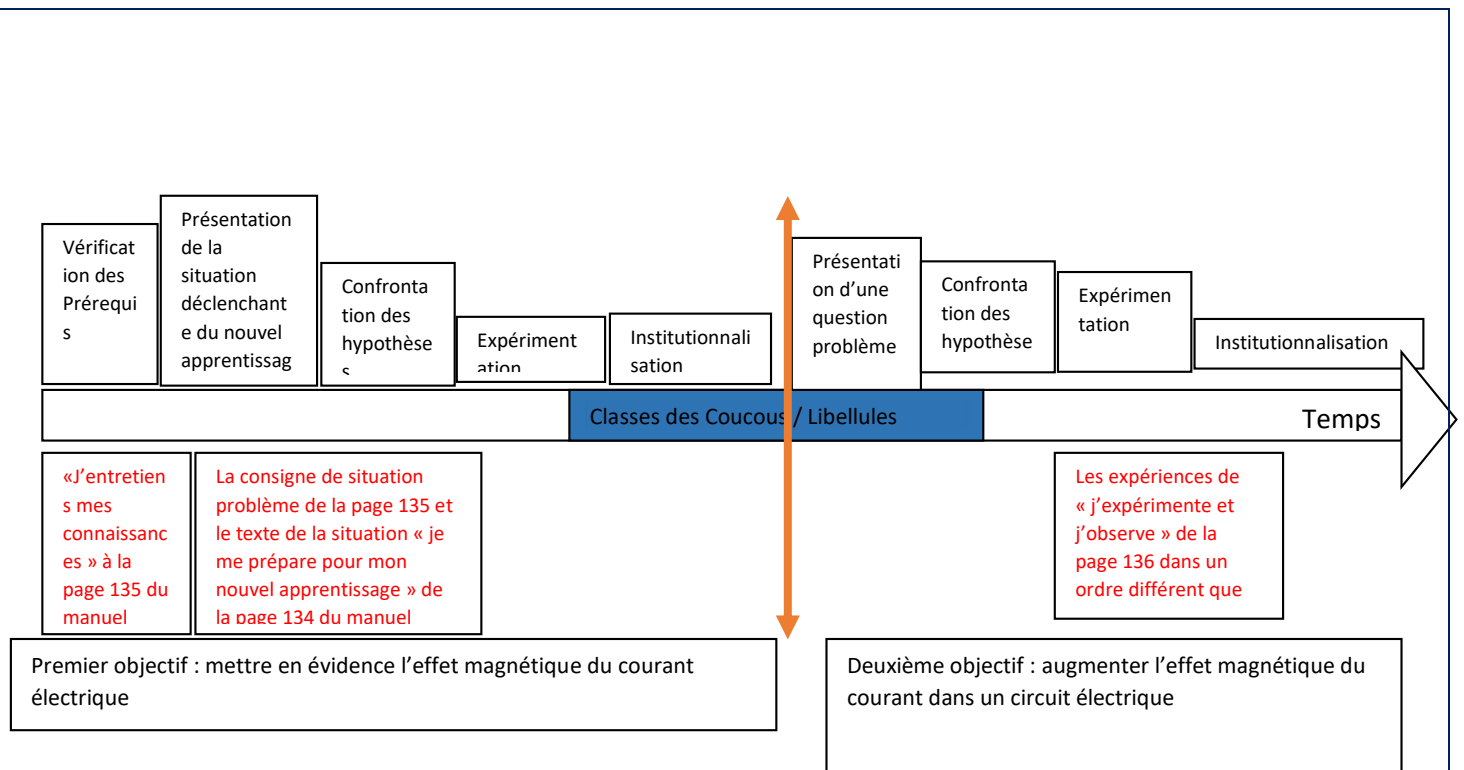 Vérificat
ion des
Prérequi
s
Présentation
de la
situation
déclenchant
e du nouvel
apprentissag
Confronta
tion des
hypothèse
s
Expériment
ation
Institutionnali
sation
Présentati
on d’une
question
problème
Confronta
tion des
hypothèse
Expérimen
tation
Institutionnalisation
Classes des Coucous / Libellules
Temps
«J’entretien
s mes
connaissanc
es » à la
page 135 du
manuel
La consigne de situation
problème de la page 135 et
le texte de la situation « je
me prépare pour mon
nouvel apprentissage » de
la page 134 du manuel
Les expériences de
« j’expérimente et
j’observe » de la
page 136 dans un
ordre différent que
Premier objectif : mettre en évidence l’effet magnétique du courant
électrique
Deuxième objectif : augmenter l’effet magnétique du
courant dans un circuit électrique